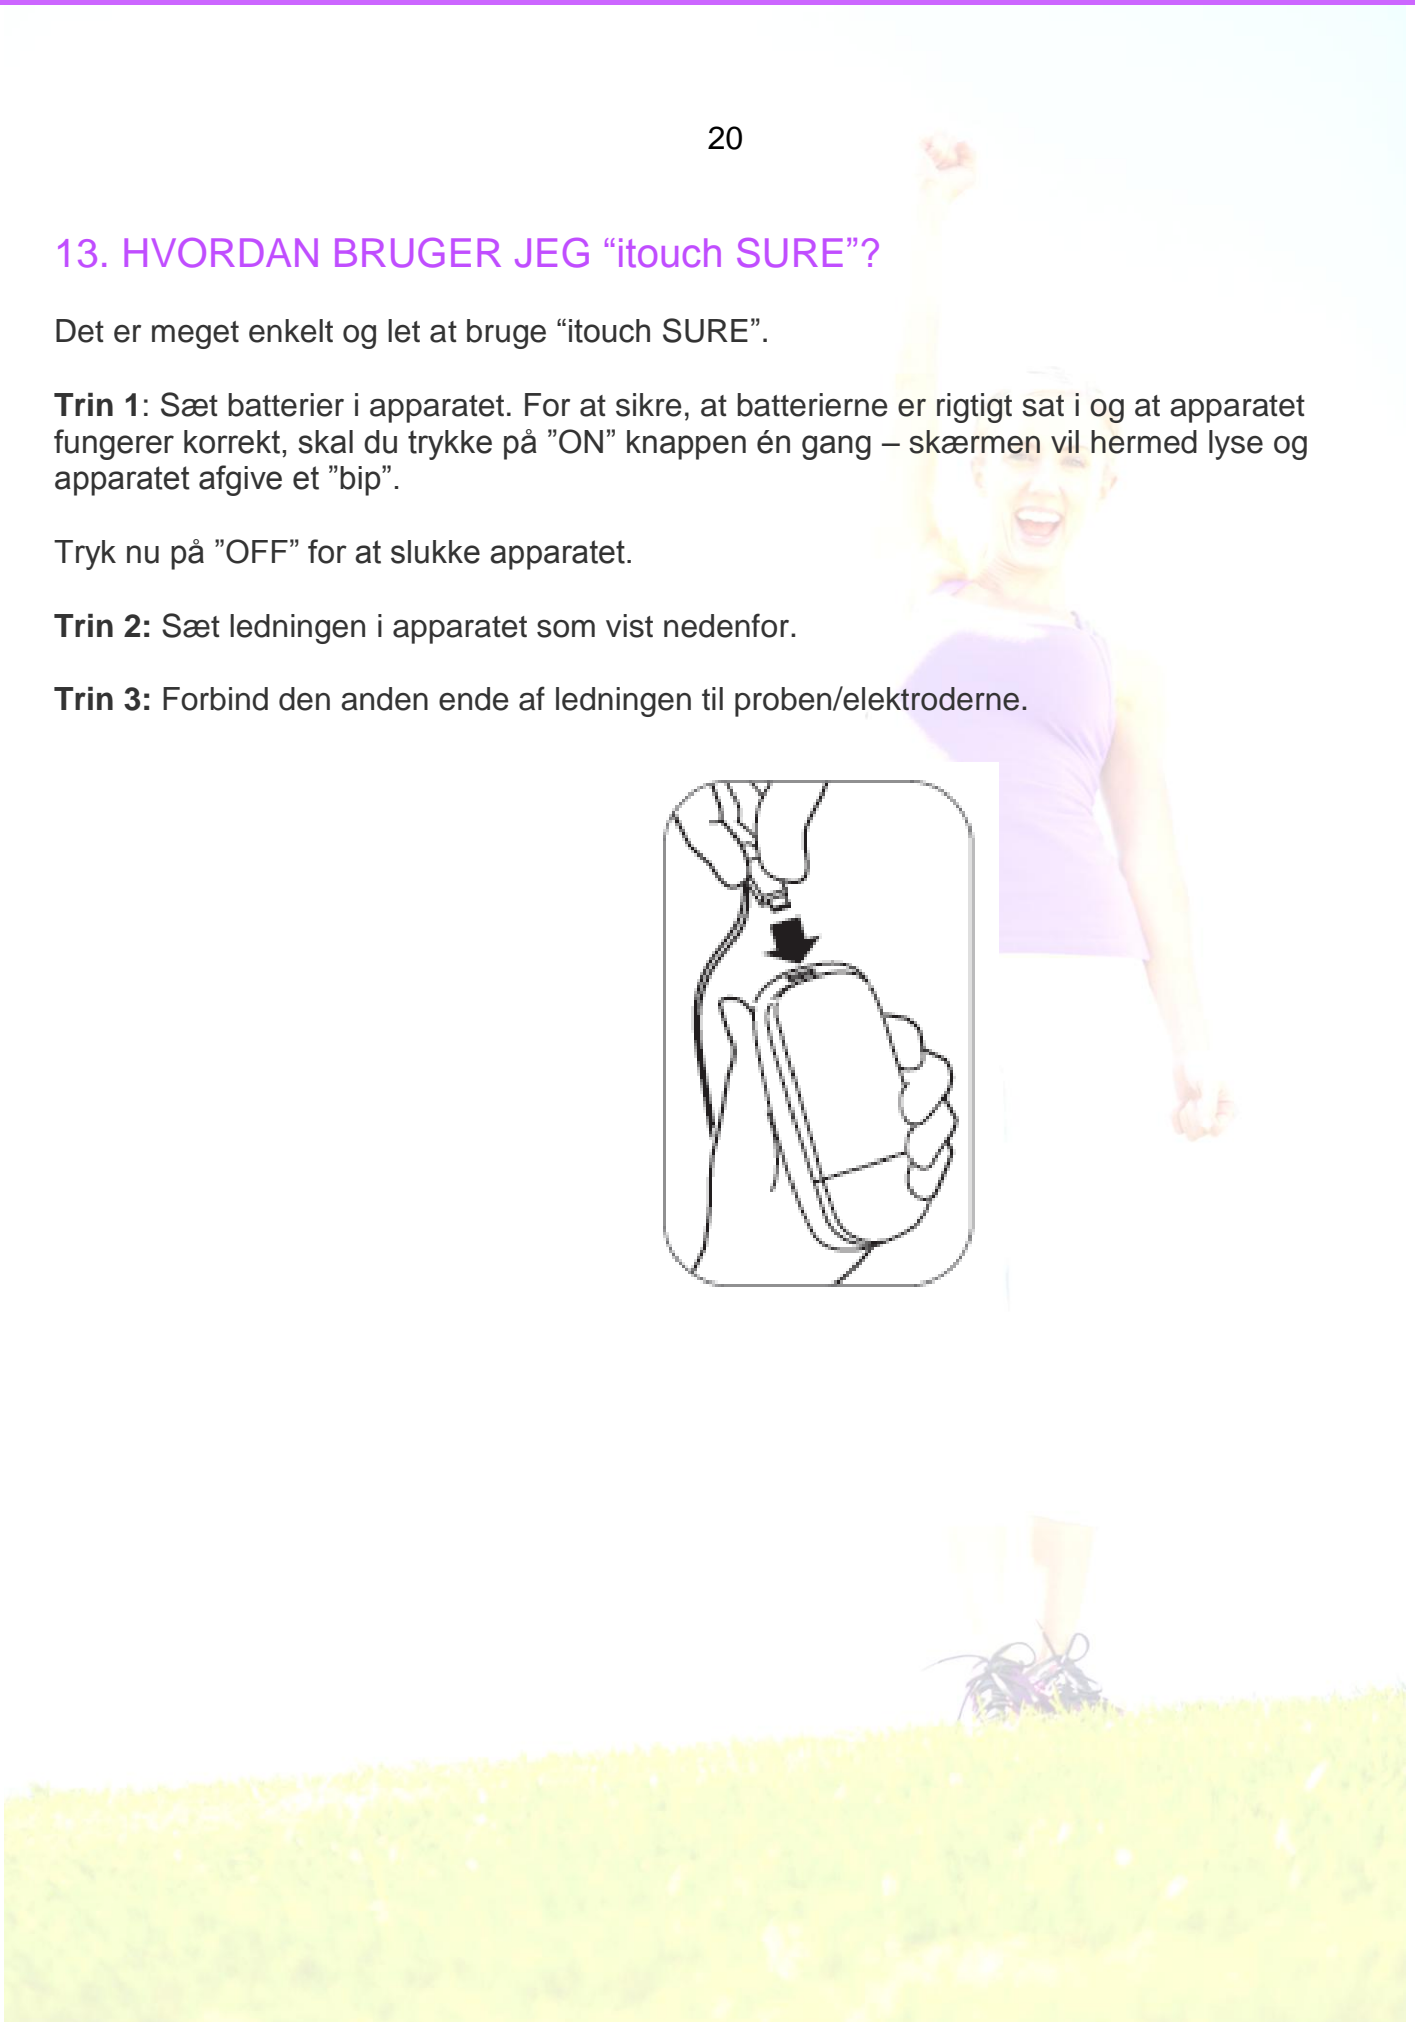 20
13. HVORDAN BRUGER JEG “itouch SURE”?
Det er meget enkelt og let at bruge “itouch SURE”.
Trin 1: Sæt batterier i apparatet. For at sikre, at batterierne er rigtigt sat i og at apparatet
fungerer korrekt, skal du trykke på ”ON” knappen én gang – skærmen vil hermed lyse og
apparatet afgive et ”bip”.
Tryk nu på ”OFF” for at slukke apparatet.
Trin 2: Sæt ledningen i apparatet som vist nedenfor.
Trin 3: Forbind den anden ende af ledningen til proben/elektroderne.